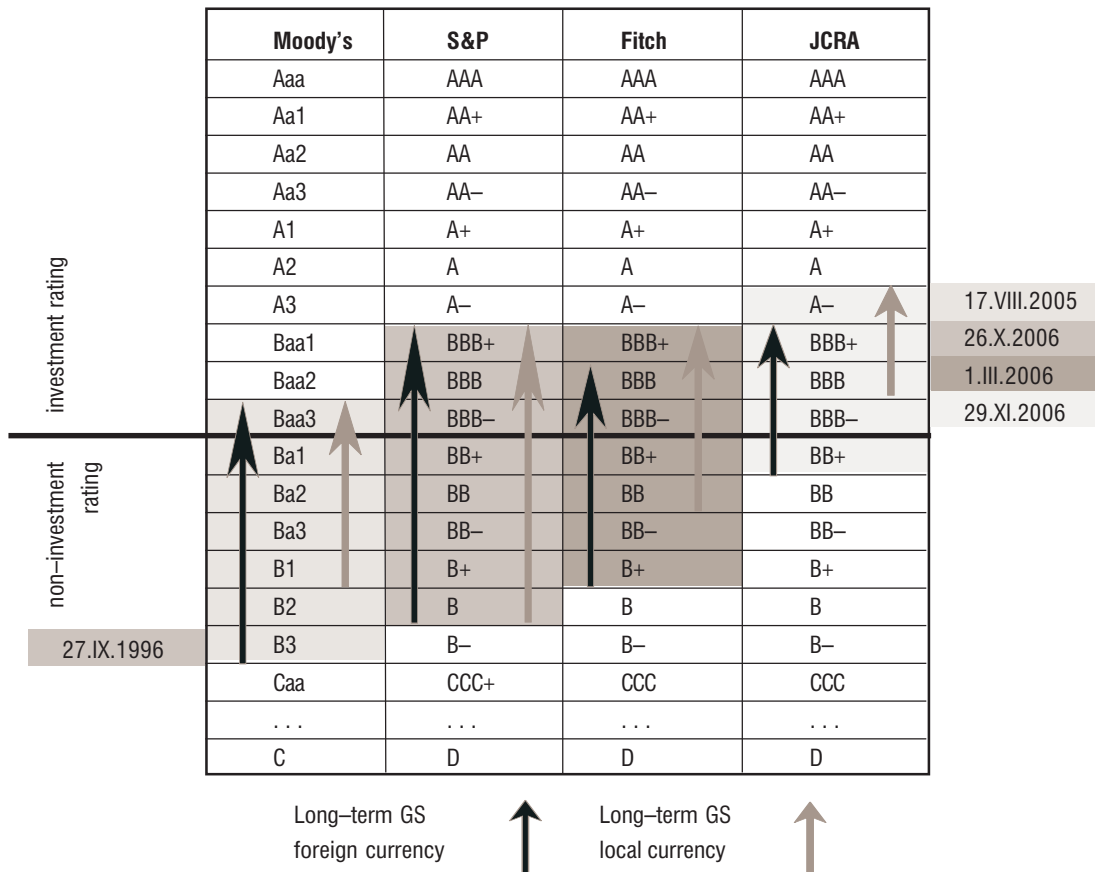 Moody's S&P Fitch JCRA
Aaa AAA AAA AAA
Aa1 AA+ AA+ AA+
Aa2 AA AA AA
Aa3 AA– AA– AA–
A1 A+ A+ A+
A2 A A A
A3 A– A– A– 17.VIII.2005
Baa1 BBB+ BBB+ BBB+ 26.X.2006
Baa2 BBB BBB BBB 1.III.2006
Baa3 BBB– BBB– BBB– 29.XI.2006
Ba1 BB+ BB+ BB+
Ba2 BB BB BB
Ba3 BB– BB– BB–
B1 B+ B+ B+
B2 B B B
27.IX.1996 B3 B– B– B–
Caa CCC+ CCC CCC
. . . . . . . . . . . .
C D D D
investment rating
non–investment
rating
Long–term GS
foreign currency
Long–term GS
local currency